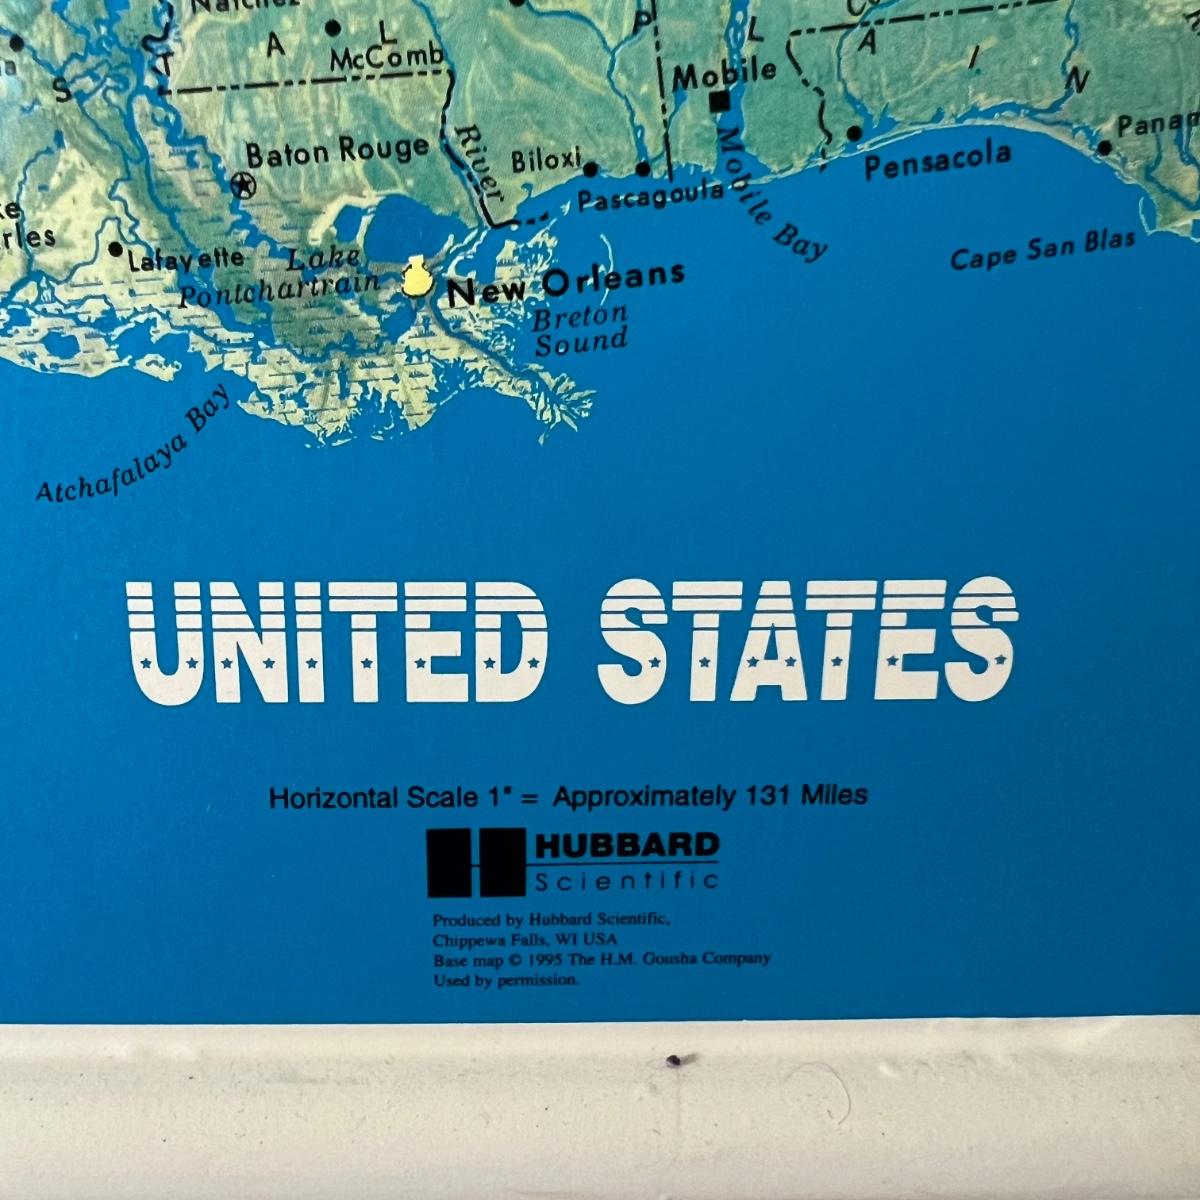 Natchez
A L
McComb
S T
P L
Mobile
A I N
Baton Rouge
River
Biloxi
Pascagoula
Mobile Bay
Pensacola
Cape San Blas
Lafayette
Lake
Pontchartrain
New Orleans
Breton
Sound
Atchafalaya Bay
UNITED STATES
Horizontal Scale 1" = Approximately 131 Miles
HUBBARD
Scientific
Produced by Hubbard Scientific,
Chippewa Falls, WI USA
Base map © 1995 The H.M. Gousha Company
Used by permission.